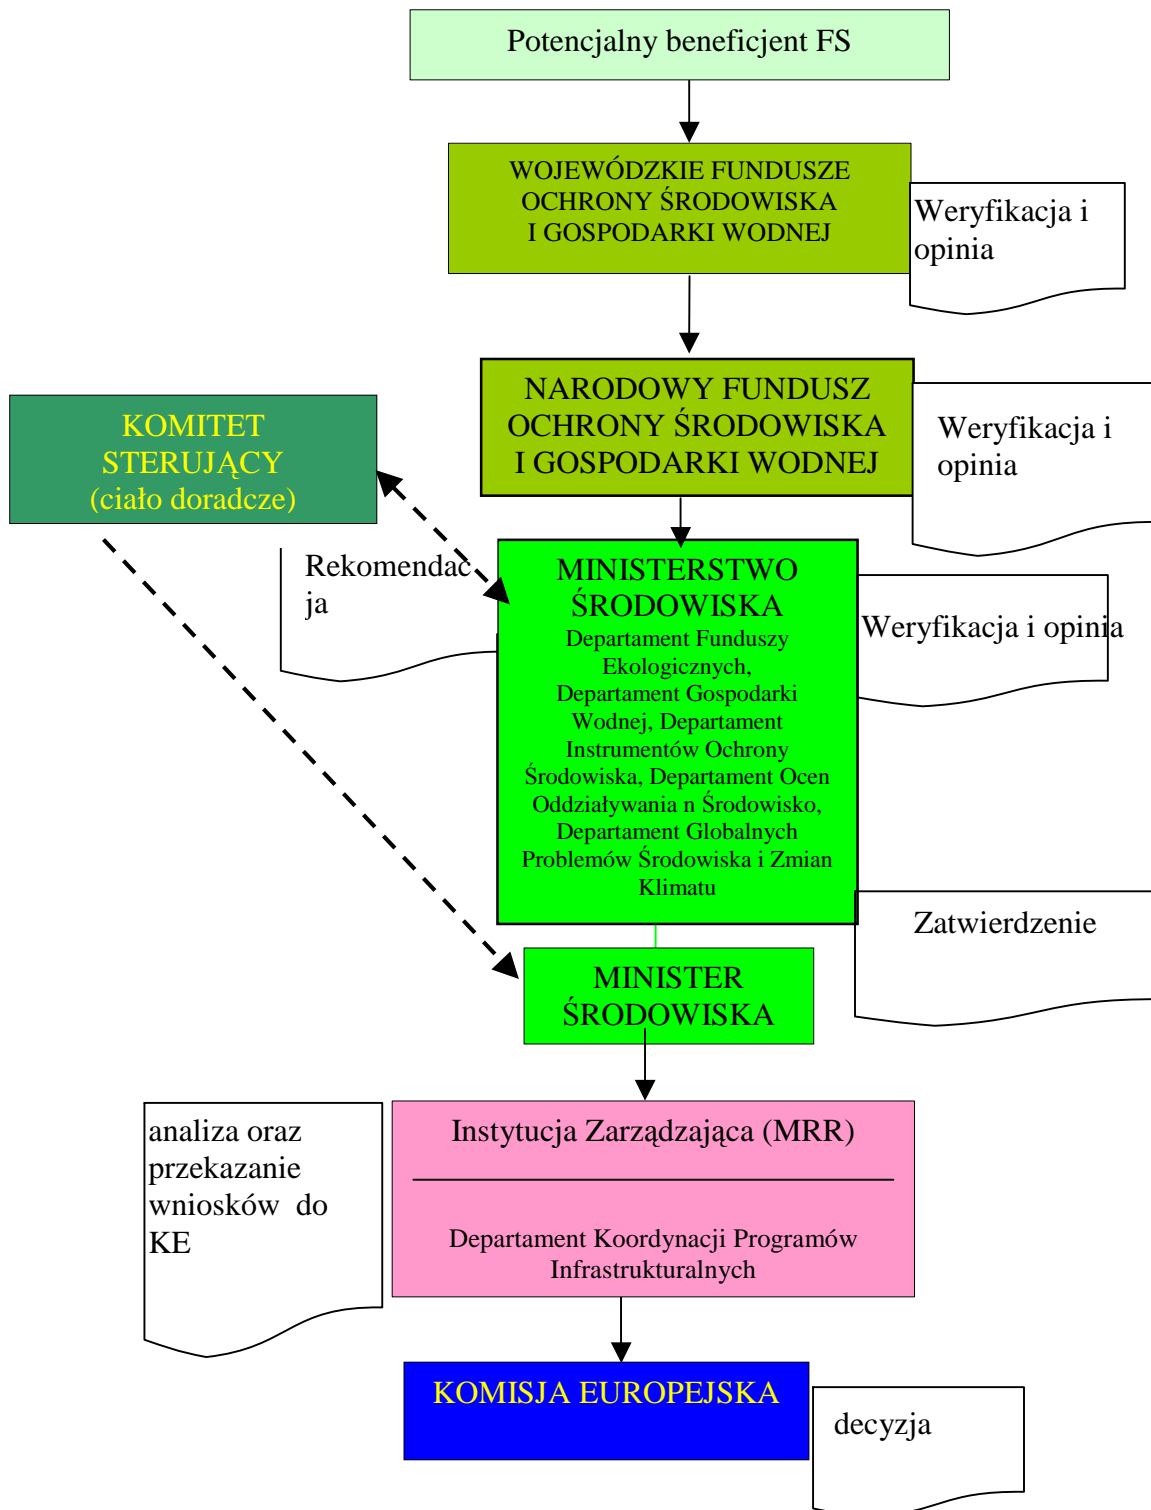 Potencjalny beneficjent FS
WOJEWÓDZKIE FUNDUSZE
OCHRONY ŚRODOWISKA
I GOSPODARKI WODNEJ
Weryfikacja i
opinia
NARODOWY FUNDUSZ
OCHRONY ŚRODOWISKA
I GOSPODARKI WODNEJ
Weryfikacja i
opinia
KOMITET
STERUJĄCY
(ciało doradcze)
Rekomendac
ja
MINISTERSTWO
ŚRODOWISKA
Departament Funduszy
Ekologicznych,
Departament Gospodarki
Wodnej, Departament
Instrumentów Ochrony
Środowiska, Departament Ocen
Oddziaływania n Środowisko,
Departament Globalnych
Problemów Środowiska i Zmian
Klimatu
Weryfikacja i opinia
Zatwierdzenie
MINISTER
ŚRODOWISKA
analiza oraz
przekazanie
wniosków do
KE
Instytucja Zarządzająca (MRR)
Departament Koordynacji Programów
Infrastrukturalnych
KOMISJA EUROPEJSKA
decyzja